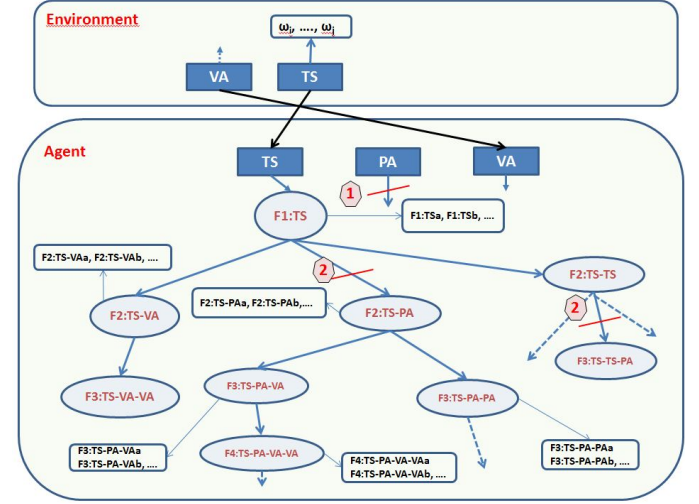 Environment
ωi, ...., ωj
VA
TS
Agent
TS
PA
VA
1
F1:TS
F1:TSa, F1:TSb, ....
F2:TS-VAa, F2:TS-VAb, ....
2
F2:TS-TS
F2:TS-PAa, F2:TS-PAb,....
F2:TS-VA
F2:TS-PA
2
F3:TS-TS-PA
F3:TS-VA-VA
F3:TS-PA-VA
F3:TS-PA-PA
F3:TS-PA-VAa
F3:TS-PA-VAb, ....
F4:TS-PA-VA-VA
F4:TS-PA-VA-VAa
F4:TS-PA-VA-VAb, ....
F3:TS-PA-PAa
F3:TS-PA-PAb, ....